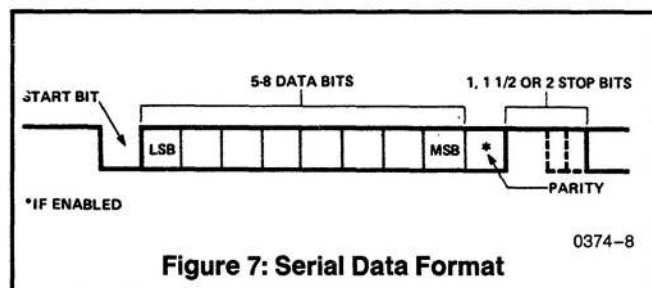 5-8 DATA BITS
1, 1 1/2 OR 2 STOP BITS
START BIT
LSB
MSB
*
PARITY
*IF ENABLED
0374-8
Figure 7: Serial Data Format